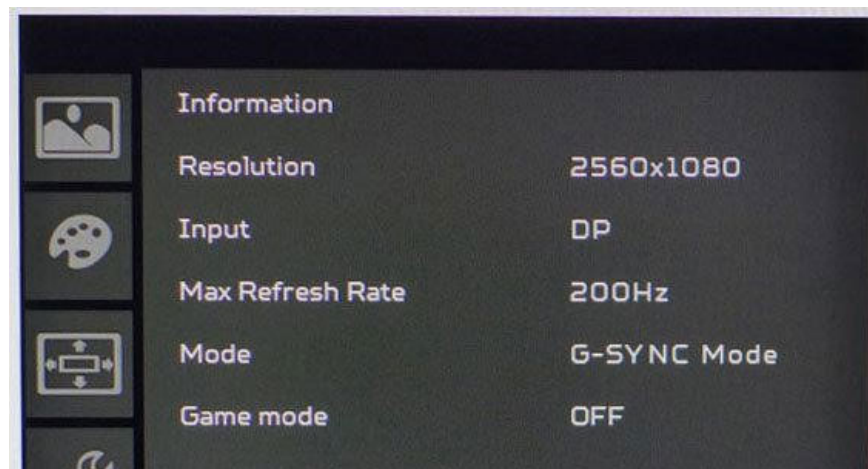 Information
Resolution 2560x1080
Input DP
Max Refresh Rate 200Hz
Mode G-SYNC Mode
Game mode OFF